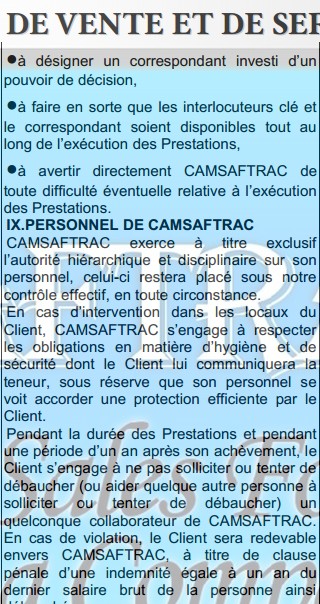 DE VENTE ET DE SER
●à désigner un correspondant investi d'un
pouvoir de décision,
●à faire en sorte que les interlocuteurs clé et
le correspondant soient disponibles tout au
long de l'exécution des Prestations,
●à avertir directement CAMSAFTRAC de
toute difficulté éventuelle relative à l'exécution
des Prestations.
IX.PERSONNEL DE CAMSAFTRAC
CAMSAFTRAC exerce à titre exclusif
l'autorité hiérarchique et disciplinaire sur son
personnel, celui-ci restera placé sous notre
contrôle effectif, en toute circonstance.
En cas d'intervention dans les locaux du
Client, CAMSAFTRAC s'engage à respecter
les obligations en matière d'hygiène et de
sécurité dont le Client lui communiquera la
teneur, sous réserve que son personnel se
voit accorder une protection efficiente par le
Client.
Pendant la durée des Prestations et pendant
une période d'un an après son achèvement, le
Client s'engage à ne pas solliciter ou tenter de
débaucher (ou aider quelque autre personne à
solliciter ou tenter de débaucher) un
quelconque collaborateur de CAMSAFTRAC.
En cas de violation, le Client sera redevable
envers CAMSAFTRAC, à titre de clause
pénale d'une indemnité égale à un an du
dernier salaire brut de la personne ainsi